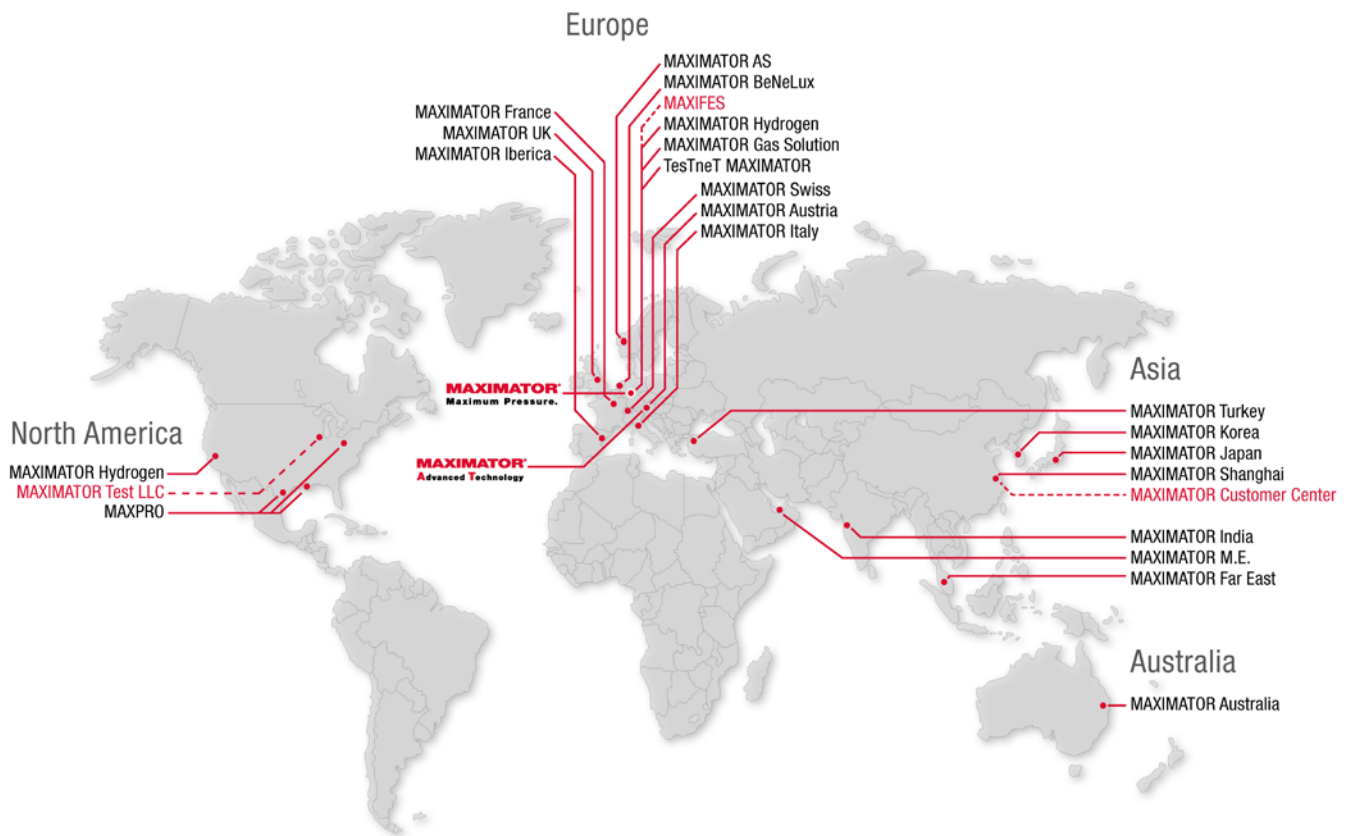 Europe
MAXIMATOR AS
MAXIMATOR BeNeLux
MAXIFES
MAXIMATOR Hydrogen
MAXIMATOR Gas Solution
TesTneT MAXIMATOR
MAXIMATOR Swiss
MAXIMATOR Austria
MAXIMATOR Italy
MAXIMATOR France
MAXIMATOR UK
MAXIMATOR Iberica
MAXIMATOR®
Maximum Pressure.
MAXIMATOR®
Advanced Technology
North America
MAXIMATOR Hydrogen
MAXIMATOR Test LLC
MAXPRO
Asia
MAXIMATOR Turkey
MAXIMATOR Korea
MAXIMATOR Japan
MAXIMATOR Shanghai
MAXIMATOR Customer Center
MAXIMATOR India
MAXIMATOR M.E.
MAXIMATOR Far East
Australia
MAXIMATOR Australia